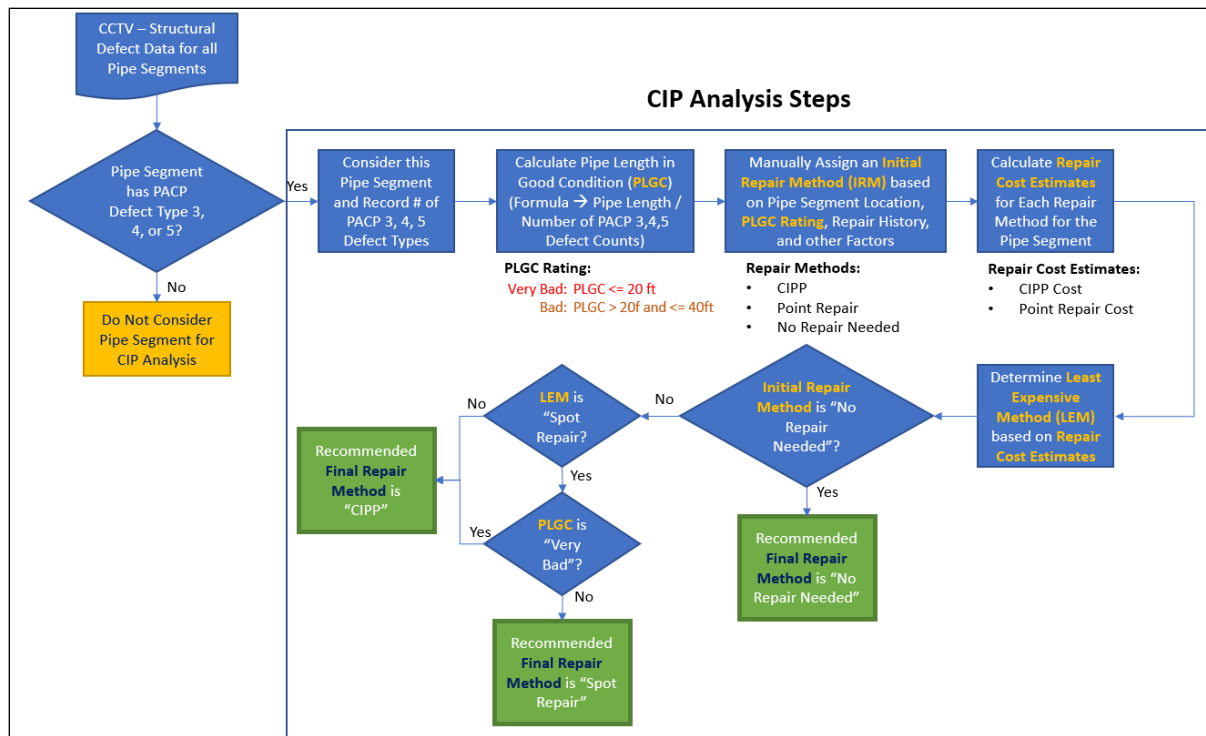 CCTV – Structural
Defect Data for all
Pipe Segments
CIP Analysis Steps
Pipe Segment
has PACP
Defect Type 3,
4, or 5?
Yes
No
Do Not Consider
Pipe Segment for
CIP Analysis
Consider this
Pipe Segment
and Record # of
PACP 3, 4, 5
Defect Types
Calculate Pipe Length in
Good Condition (PLGC)
(Formula → Pipe Length /
Number of PACP 3,4,5
Defect Counts)
PLGC Rating:
Very Bad: PLGC <= 20 ft
Bad: PLGC > 20f and <= 40ft
Manually Assign an Initial
Repair Method (IRM) based
on Pipe Segment Location,
PLGC Rating, Repair History,
and other Factors
Repair Methods:
• CIPP
• Point Repair
• No Repair Needed
Calculate Repair
Cost Estimates
for Each Repair
Method for the
Pipe Segment
Repair Cost Estimates:
• CIPP Cost
• Point Repair Cost
Determine Least
Expensive
Method (LEM)
based on Repair
Cost Estimates
Initial Repair
Method is “No
Repair
Needed”?
No
Yes
Recommended
Final Repair
Method is “No
Repair Needed”
LEM is
“Spot
Repair?
No
Yes
Recommended
Final Repair
Method is
“CIPP”
PLGC is
“Very
Bad”?
Yes
No
Recommended
Final Repair
Method is “Spot
Repair”